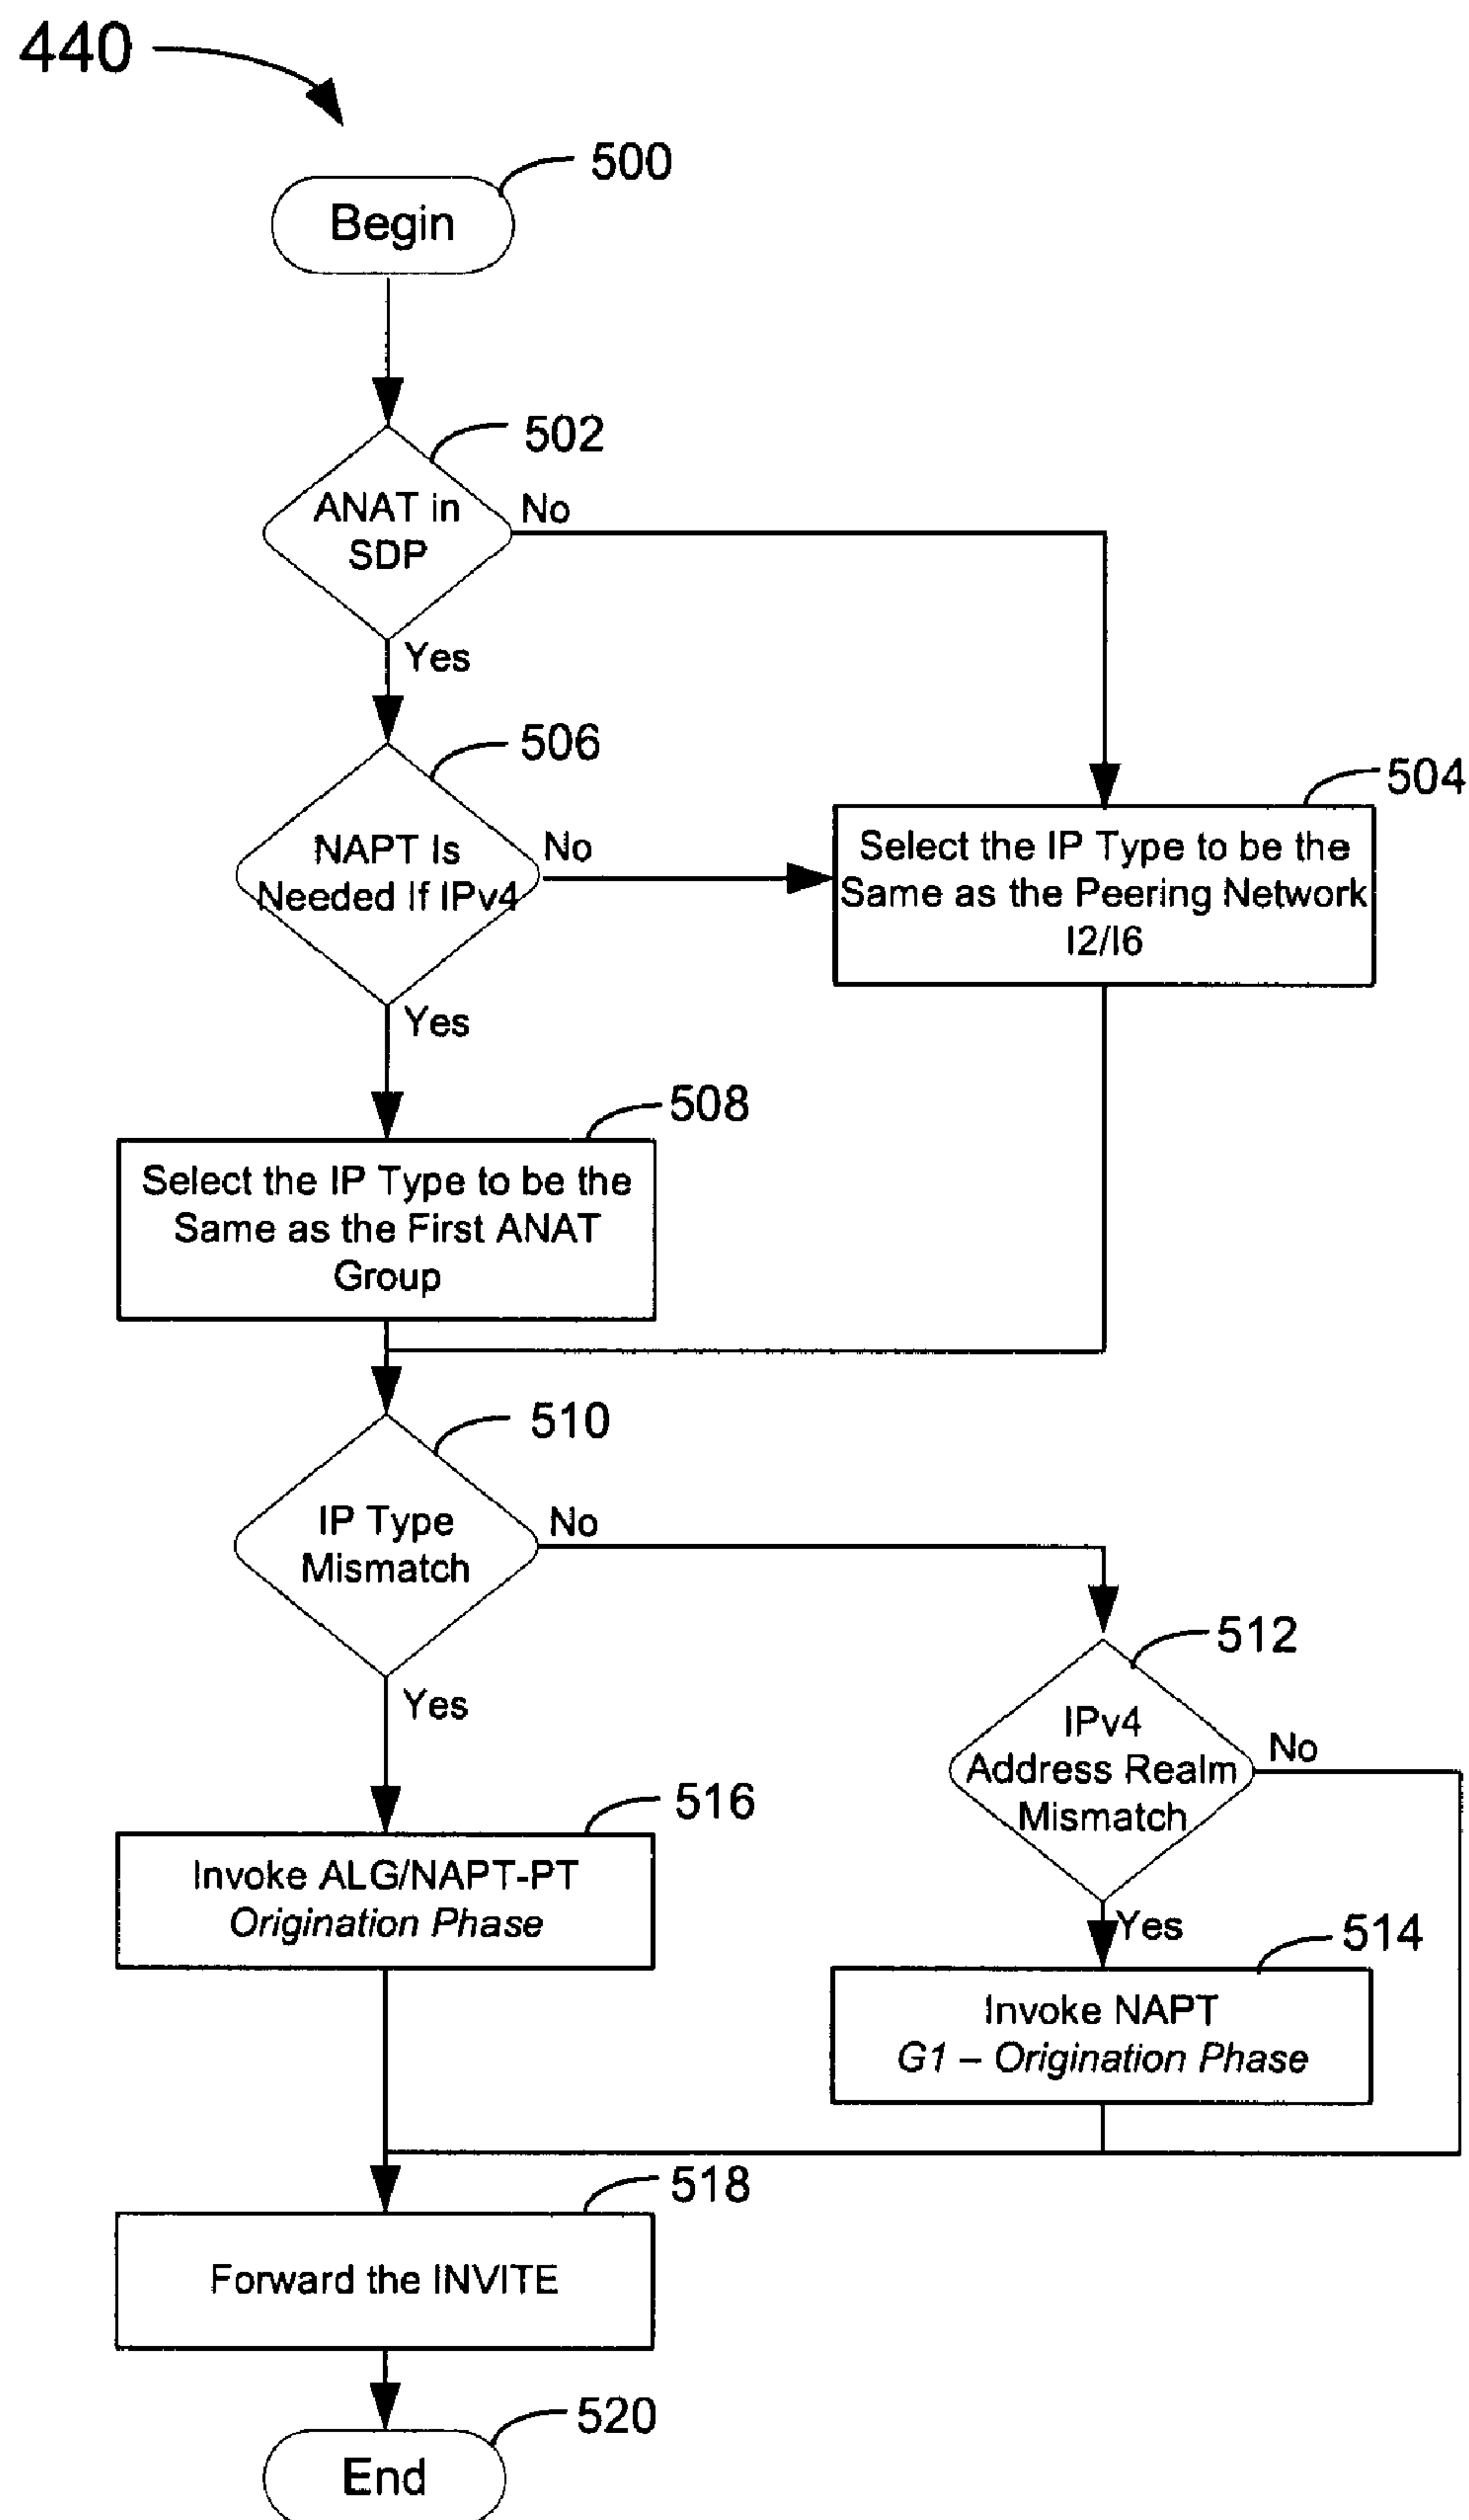 440
500
Begin
502
ANAT in
SDP
No
Yes
506
504
NAPT Is
Needed If IPv4
No
Select the IP Type to be the
Same as the Peering Network
I2/I6
Yes
508
Select the IP Type to be the
Same as the First ANAT
Group
510
IP Type
Mismatch
No
512
Yes
IPv4
Address Realm
Mismatch
No
516
Invoke ALG/NAPT-PT
Origination Phase
Yes
514
Invoke NAPT
G1 – Origination Phase
518
Forward the INVITE
520
End